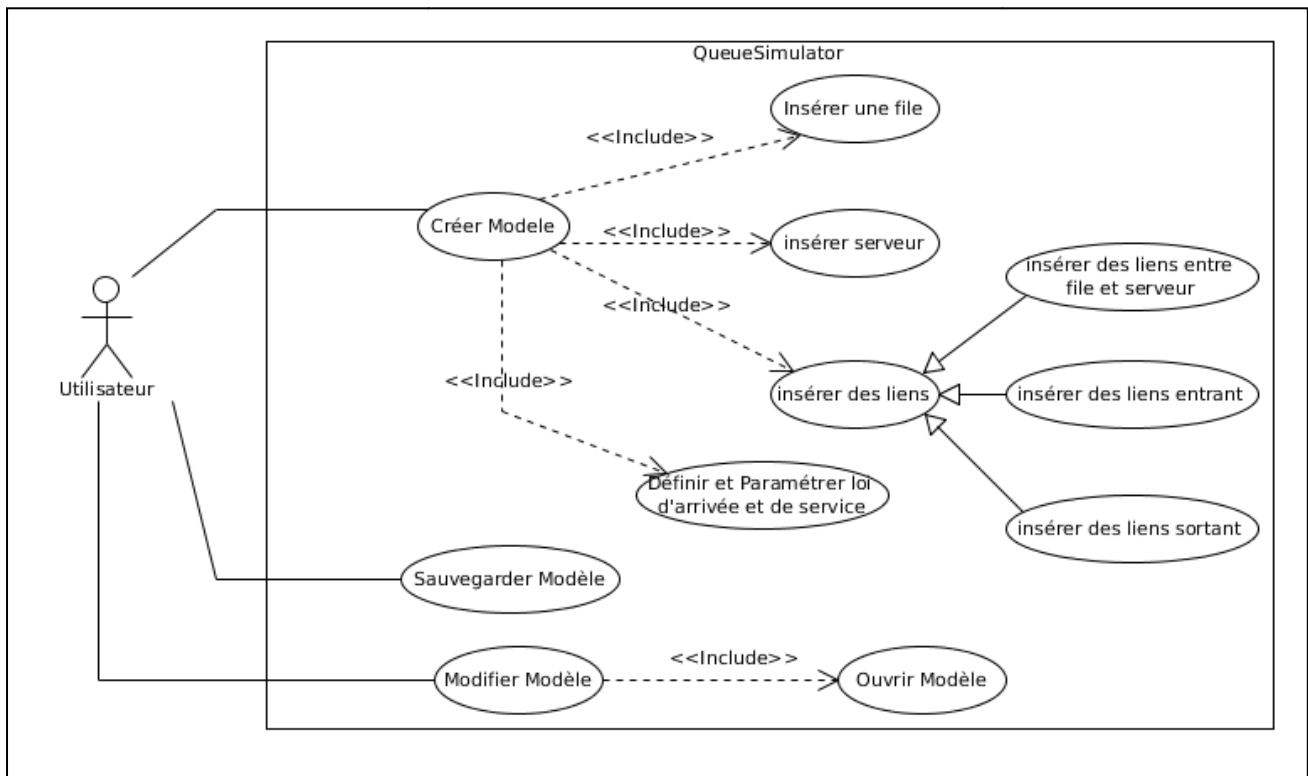 QueueSimulator
Insérer une file
<<Include>>
Créer Modele
<<Include>>
insérer serveur
insérer des liens entre
file et serveur
<<Include>>
Utilisateur
<<Include>>
insérer des liens
insérer des liens entrant
Définir et Paramétrer loi
d'arrivée et de service
insérer des liens sortant
Sauvegarder Modèle
<<Include>>
Modifier Modèle
Ouvrir Modèle